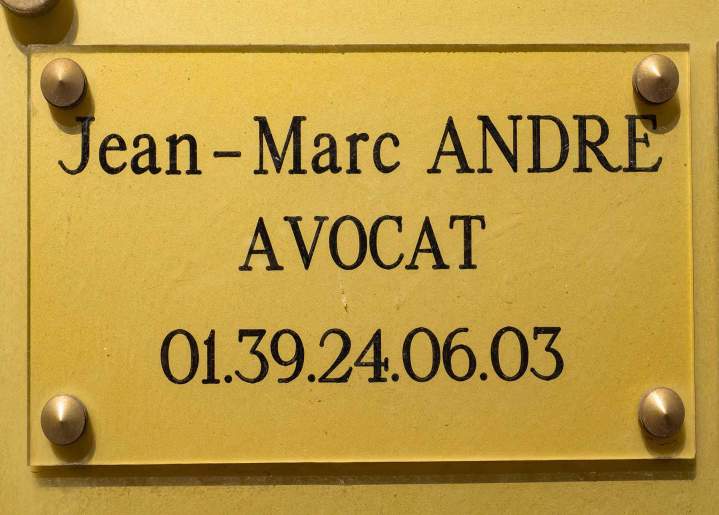 Jean-Marc ANDRE
AVOCAT
01.39.24.06.03